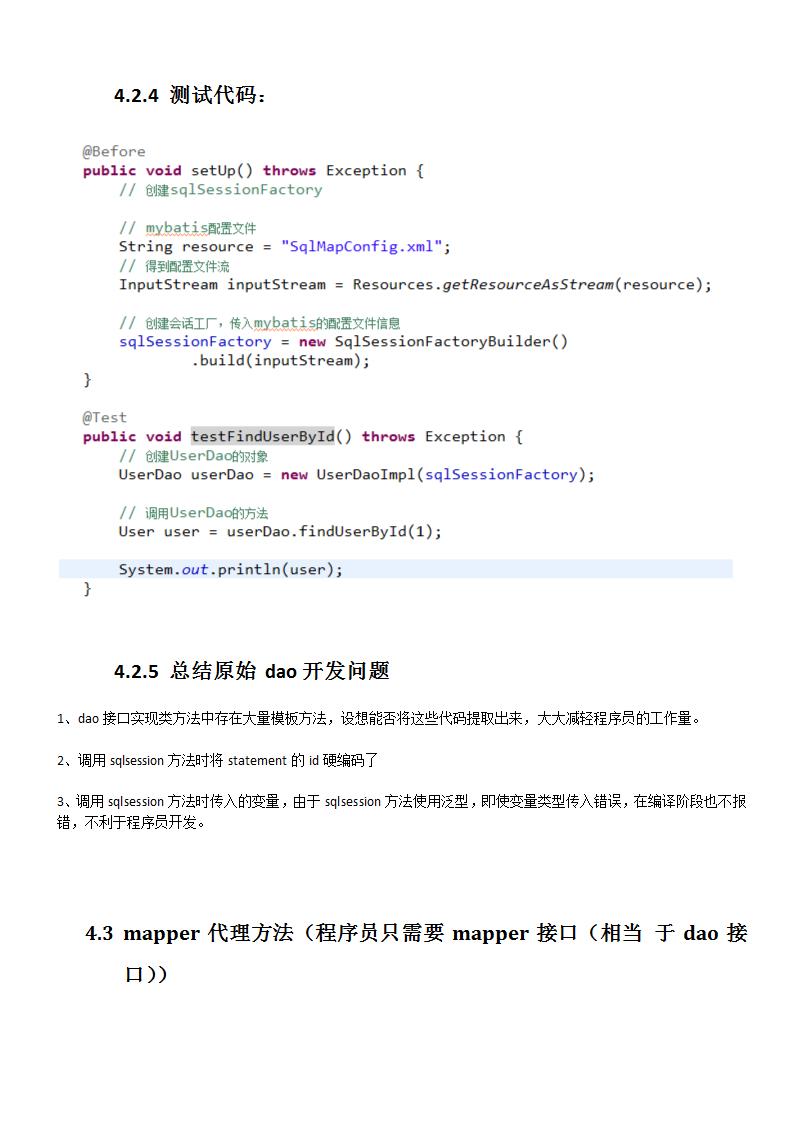 4.2.4 测试代码：
@Before
public void setUp() throws Exception {
// 创建sqlSessionFactory
// mybatis配置文件
String resource = "SqlMapConfig.xml";
// 得到配置文件流
InputStream inputStream = Resources.getResourceAsStream(resource);
// 创建会话工厂，传入mybatis的配置文件信息
sqlSessionFactory = new SqlSessionFactoryBuilder()
.build(inputStream);
}
@Test
public void testFindUserById() throws Exception {
// 创建UserDao的对象
UserDao userDao = new UserDaoImpl(sqlSessionFactory);
// 调用UserDao的方法
User user = userDao.findUserById(1);
System.out.println(user);
}
4.2.5 总结原始 dao 开发问题
1、dao 接口实现类方法中存在大量模板方法，设想能否将这些代码提取出来，大大减轻程序员的工作量。
2、调用 sqlsession 方法时将 statement 的 id 硬编码了
3、调用 sqlsession 方法时传入的变量，由于 sqlsession 方法使用泛型，即使变量类型传入错误，在编译阶段也不报
错，不利于程序员开发。
4.3 mapper 代理方法（程序员只需要 mapper 接口（相当 于 dao 接
口））